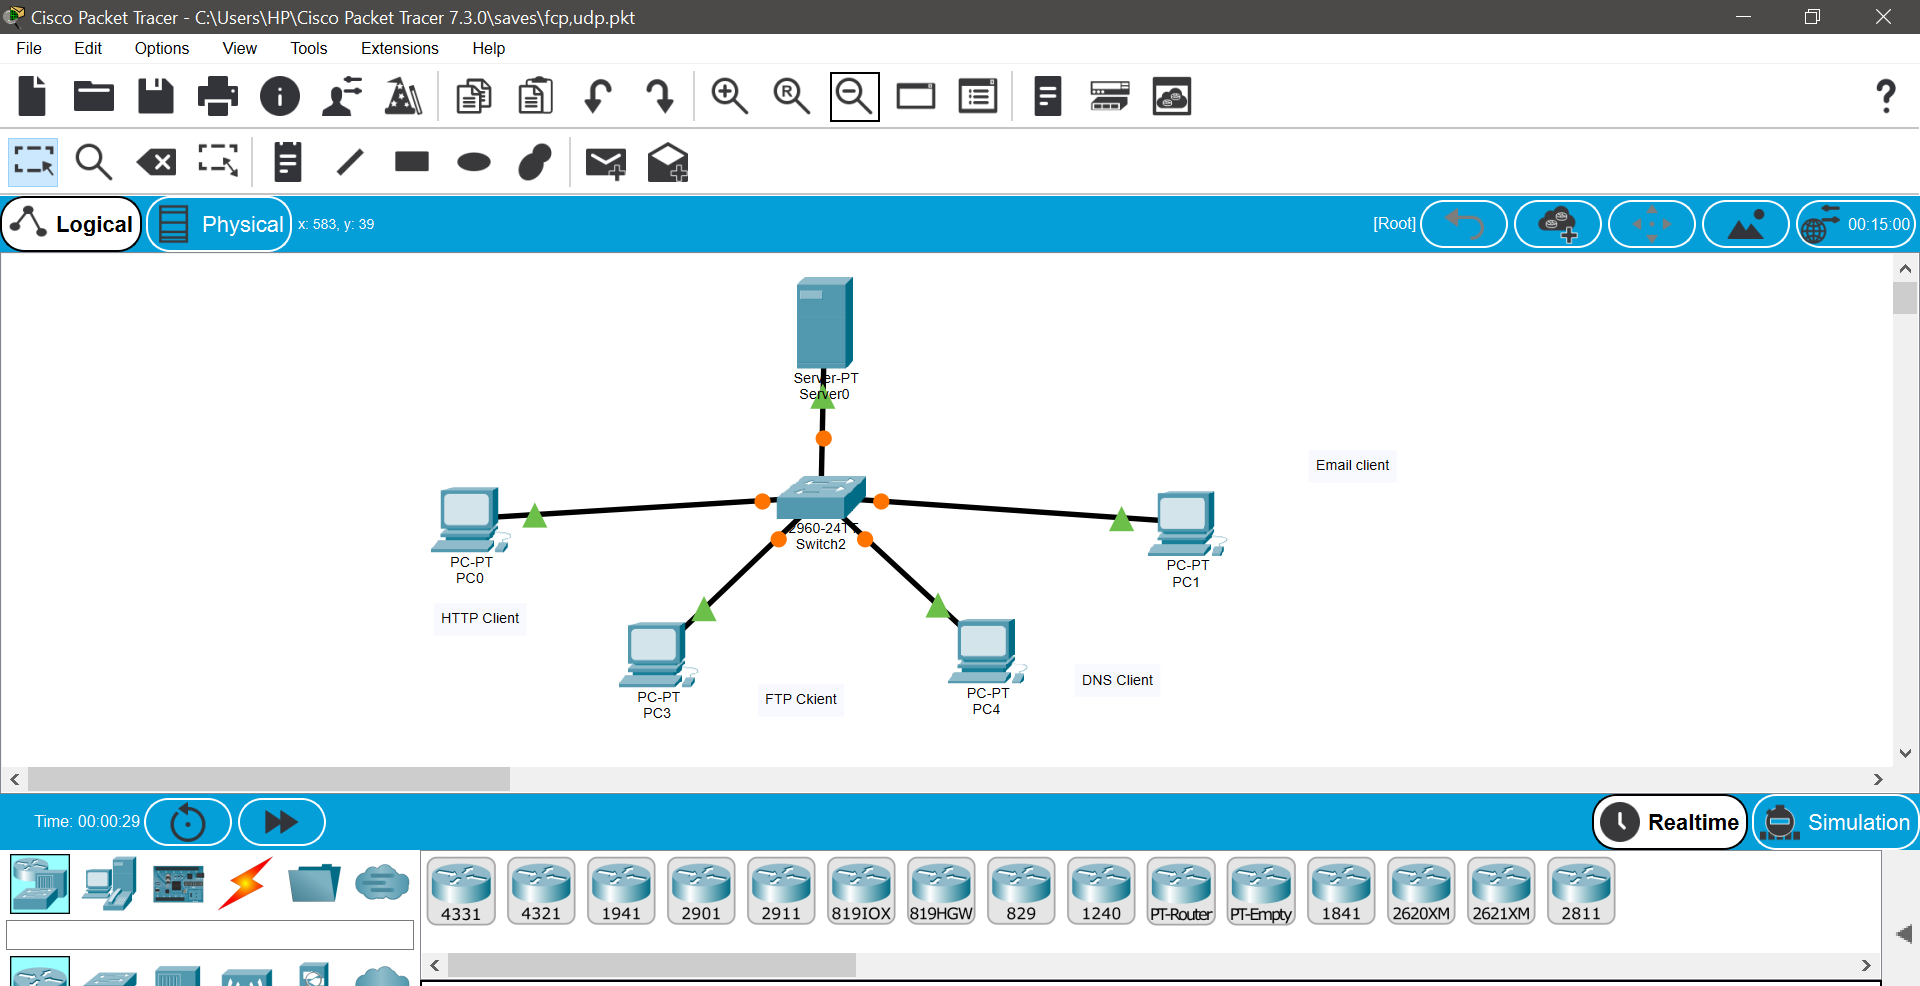 Cisco Packet Tracer - C:\Users\HP\Cisco Packet Tracer 7.3.0\saves\fcp,udp.pkt
File Edit Options View Tools Extensions Help
Logical Physical x: 583, y: 39 [Root] 00:15:00
Server-PT
Server0
Email client
2960-24TT
Switch2
PC-PT
PC0
PC-PT
PC1
HTTP Client
PC-PT
PC3
FTP Ckient
PC-PT
PC4
DNS Client
Time: 00:00:29 Realtime Simulation
4331 4321 1941 2901 2911 819IOX 819HGW 829 1240 PT-Router PT-Empty 1841 2620XM 2621XM 2811